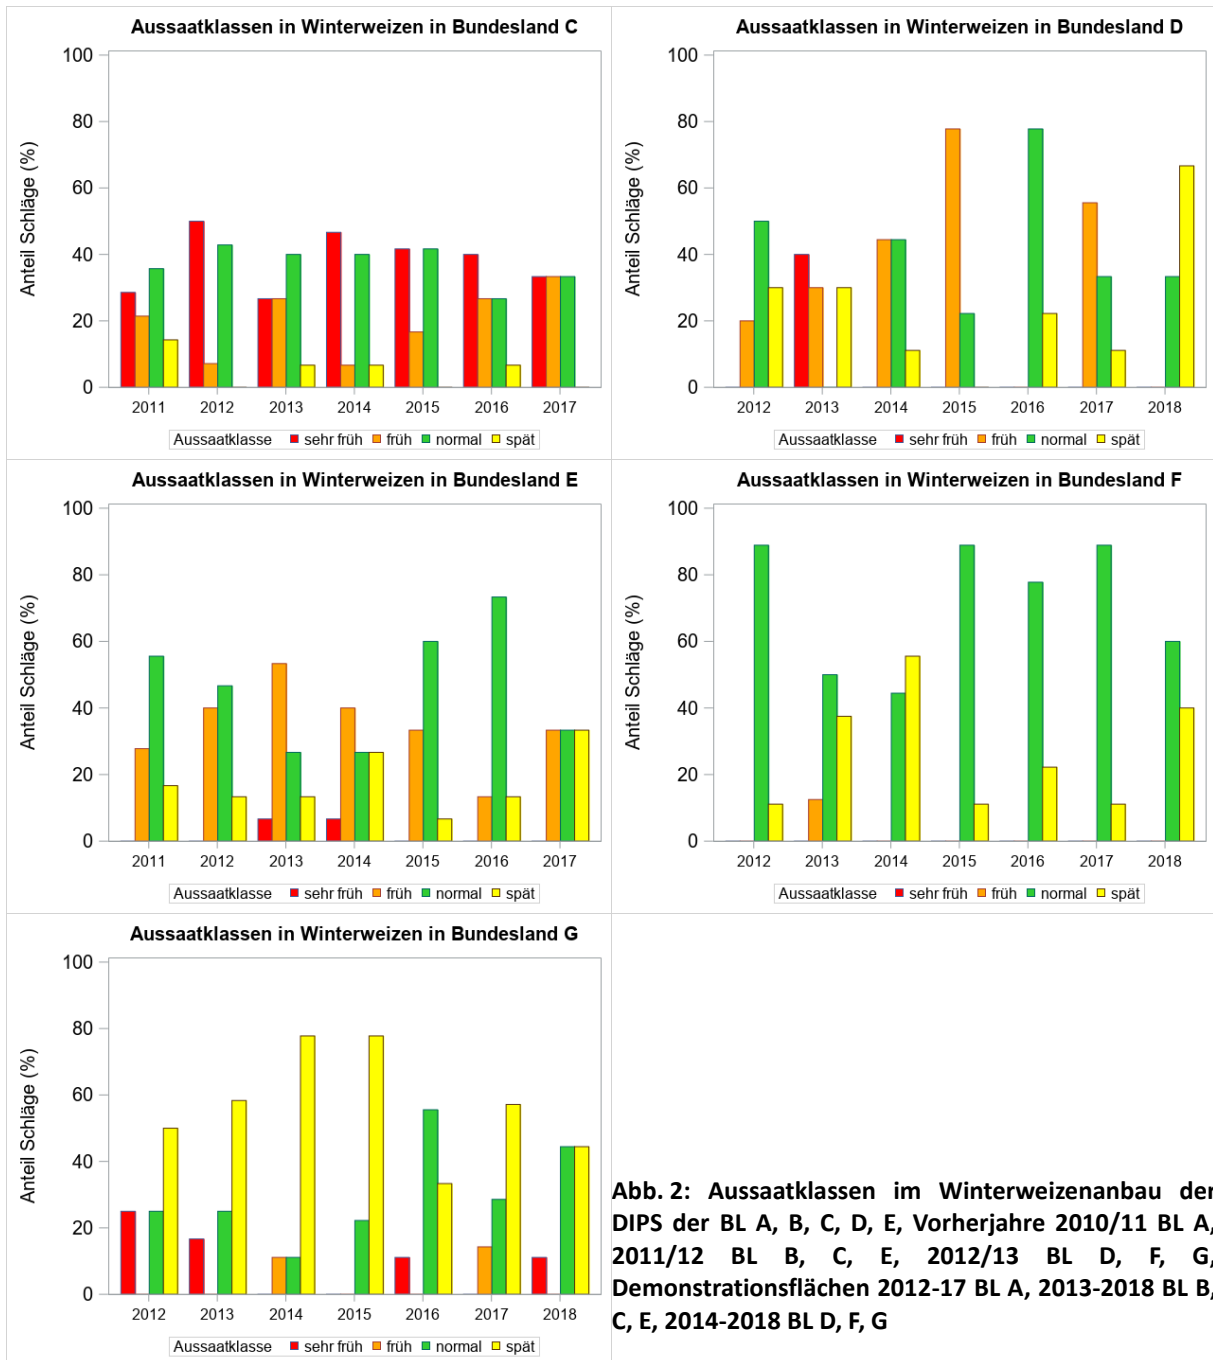 Aussaatklassen in Winterweizen in Bundesland C
Anteil Schläge (%)
100
80
60
40
20
0
2011 2012 2013 2014 2015 2016 2017
Aussaatklasse sehr früh früh normal spät
Aussaatklassen in Winterweizen in Bundesland D
Anteil Schläge (%)
100
80
60
40
20
0
2012 2013 2014 2015 2016 2017 2018
Aussaatklasse sehr früh früh normal spät
Aussaatklassen in Winterweizen in Bundesland E
Anteil Schläge (%)
100
80
60
40
20
0
2011 2012 2013 2014 2015 2016 2017
Aussaatklasse sehr früh früh normal spät
Aussaatklassen in Winterweizen in Bundesland F
Anteil Schläge (%)
100
80
60
40
20
0
2012 2013 2014 2015 2016 2017 2018
Aussaatklasse sehr früh früh normal spät
Aussaatklassen in Winterweizen in Bundesland G
Anteil Schläge (%)
100
80
60
40
20
0
2012 2013 2014 2015 2016 2017 2018
Aussaatklasse sehr früh früh normal spät
Abb. 2: Aussaatklassen im Winterweizenanbau der
DIPS der BL A, B, C, D, E, Vorherjahre 2010/11 BL A,
2011/12 BL B, C, E, 2012/13 BL D, F, G,
Demonstrationsflächen 2012-17 BL A, 2013-2018 BL B,
C, E, 2014-2018 BL D, F, G